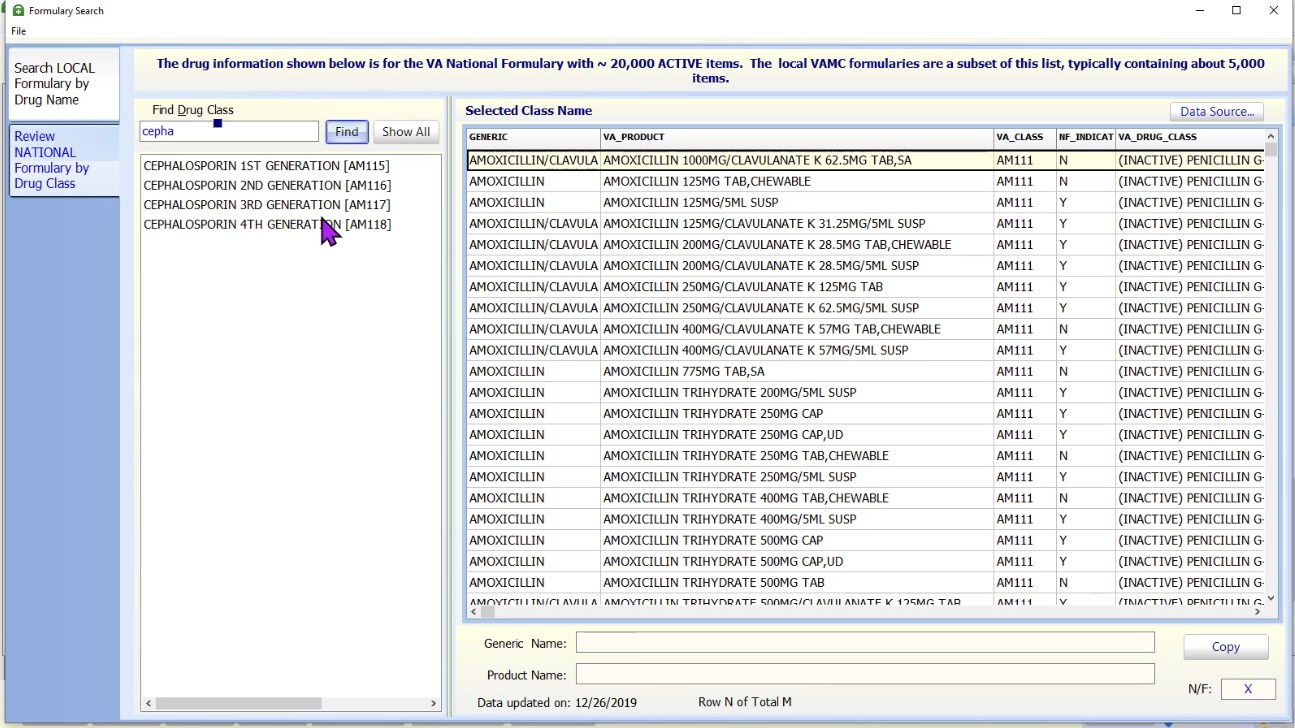 Formulary Search
File
Search LOCAL
Formulary by
Drug Name
Review
NATIONAL
Formulary by
Drug Class
The drug information shown below is for the VA National Formulary with ~ 20,000 ACTIVE items. The local VAMC formularies are a subset of this list, typically containing about 5,000
items.
Find Drug Class
cepha Find Show All
CEPHALOSPORIN 1ST GENERATION [AM115]
CEPHALOSPORIN 2ND GENERATION [AM116]
CEPHALOSPORIN 3RD GENERATION [AM117]
CEPHALOSPORIN 4TH GENERATION [AM118]
Selected Class Name Data Source...
GENERIC VA_PRODUCT VA_CLASS NF_INDICAT VA_DRUG_CLASS
AMOXICILLIN/CLAVULA AMOXICILLIN 1000MG/CLAVULANATE K 62.5MG TAB,SA AM111 N (INACTIVE) PENICILLIN G-
AMOXICILLIN AMOXICILLIN 125MG TAB,CHEWABLE AM111 N (INACTIVE) PENICILLIN G-
AMOXICILLIN AMOXICILLIN 125MG/5ML SUSP AM111 Y (INACTIVE) PENICILLIN G-
AMOXICILLIN/CLAVULA AMOXICILLIN 125MG/CLAVULANATE K 31.25MG/5ML SUSP AM111 Y (INACTIVE) PENICILLIN G-
AMOXICILLIN/CLAVULA AMOXICILLIN 200MG/CLAVULANATE K 28.5MG TAB,CHEWABLE AM111 Y (INACTIVE) PENICILLIN G-
AMOXICILLIN/CLAVULA AMOXICILLIN 200MG/CLAVULANATE K 28.5MG/5ML SUSP AM111 Y (INACTIVE) PENICILLIN G-
AMOXICILLIN/CLAVULA AMOXICILLIN 250MG/CLAVULANATE K 125MG TAB AM111 Y (INACTIVE) PENICILLIN G-
AMOXICILLIN/CLAVULA AMOXICILLIN 250MG/CLAVULANATE K 62.5MG/5ML SUSP AM111 Y (INACTIVE) PENICILLIN G-
AMOXICILLIN/CLAVULA AMOXICILLIN 400MG/CLAVULANATE K 57MG TAB,CHEWABLE AM111 N (INACTIVE) PENICILLIN G-
AMOXICILLIN/CLAVULA AMOXICILLIN 400MG/CLAVULANATE K 57MG/5ML SUSP AM111 Y (INACTIVE) PENICILLIN G-
AMOXICILLIN AMOXICILLIN 775MG TAB,SA AM111 N (INACTIVE) PENICILLIN G-
AMOXICILLIN AMOXICILLIN TRIHYDRATE 200MG/5ML SUSP AM111 Y (INACTIVE) PENICILLIN G-
AMOXICILLIN AMOXICILLIN TRIHYDRATE 250MG CAP AM111 Y (INACTIVE) PENICILLIN G-
AMOXICILLIN AMOXICILLIN TRIHYDRATE 250MG CAP,UD AM111 Y (INACTIVE) PENICILLIN G-
AMOXICILLIN AMOXICILLIN TRIHYDRATE 250MG TAB,CHEWABLE AM111 N (INACTIVE) PENICILLIN G-
AMOXICILLIN AMOXICILLIN TRIHYDRATE 250MG/5ML SUSP AM111 Y (INACTIVE) PENICILLIN G-
AMOXICILLIN AMOXICILLIN TRIHYDRATE 400MG TAB,CHEWABLE AM111 N (INACTIVE) PENICILLIN G-
AMOXICILLIN AMOXICILLIN TRIHYDRATE 400MG/5ML SUSP AM111 Y (INACTIVE) PENICILLIN G-
AMOXICILLIN AMOXICILLIN TRIHYDRATE 500MG CAP AM111 Y (INACTIVE) PENICILLIN G-
AMOXICILLIN AMOXICILLIN TRIHYDRATE 500MG CAP,UD AM111 Y (INACTIVE) PENICILLIN G-
AMOXICILLIN AMOXICILLIN TRIHYDRATE 500MG TAB AM111 N (INACTIVE) PENICILLIN G-
AMOXICILLIN/CLAVULA AMOXICILLIN TRIHYDRATE 500MG/CLAVULANATE K 125MG TAB AM111 Y (INACTIVE) PENICILLIN G-
Generic Name: Copy
Product Name:
N/F: X
Data updated on: 12/26/2019 Row N of Total M